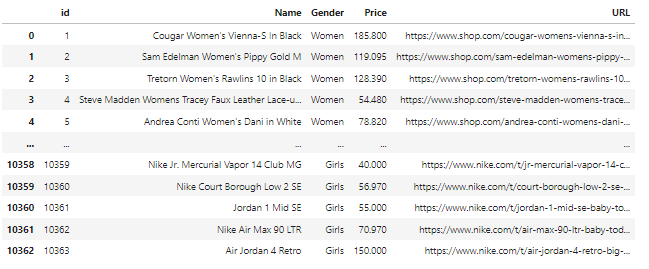 id Name Gender Price URL
0 1 Cougar Women's Vienna-S In Black Women 185.800 https://www.shop.com/cougar-womens-vienna-s-in...
1 2 Sam Edelman Women's Pippy Gold M Women 119.095 https://www.shop.com/sam-edelman-womens-pippy-...
2 3 Tretorn Women's Rawlins 10 in Black Women 128.390 https://www.shop.com/tretorn-womens-rawlins-10...
3 4 Steve Madden Womens Tracey Faux Leather Lace-u... Women 54.480 https://www.shop.com/steve-madden-womens-trace...
4 5 Andrea Conti Women's Dani in White Women 78.820 https://www.shop.com/andrea-conti-womens-dani-...
... ... ... ... ... ...
10358 10359 Nike Jr. Mercurial Vapor 14 Club MG Girls 40.000 https://www.nike.com/t/jr-mercurial-vapor-14-c...
10359 10360 Nike Court Borough Low 2 SE Girls 56.970 https://www.nike.com/t/court-borough-low-2-se-...
10360 10361 Jordan 1 Mid SE Girls 55.000 https://www.nike.com/t/jordan-1-mid-se-baby-to...
10361 10362 Nike Air Max 90 LTR Girls 70.970 https://www.nike.com/t/air-max-90-ltr-baby-tod...
10362 10363 Air Jordan 4 Retro Girls 150.000 https://www.nike.com/t/air-jordan-4-retro-big-...